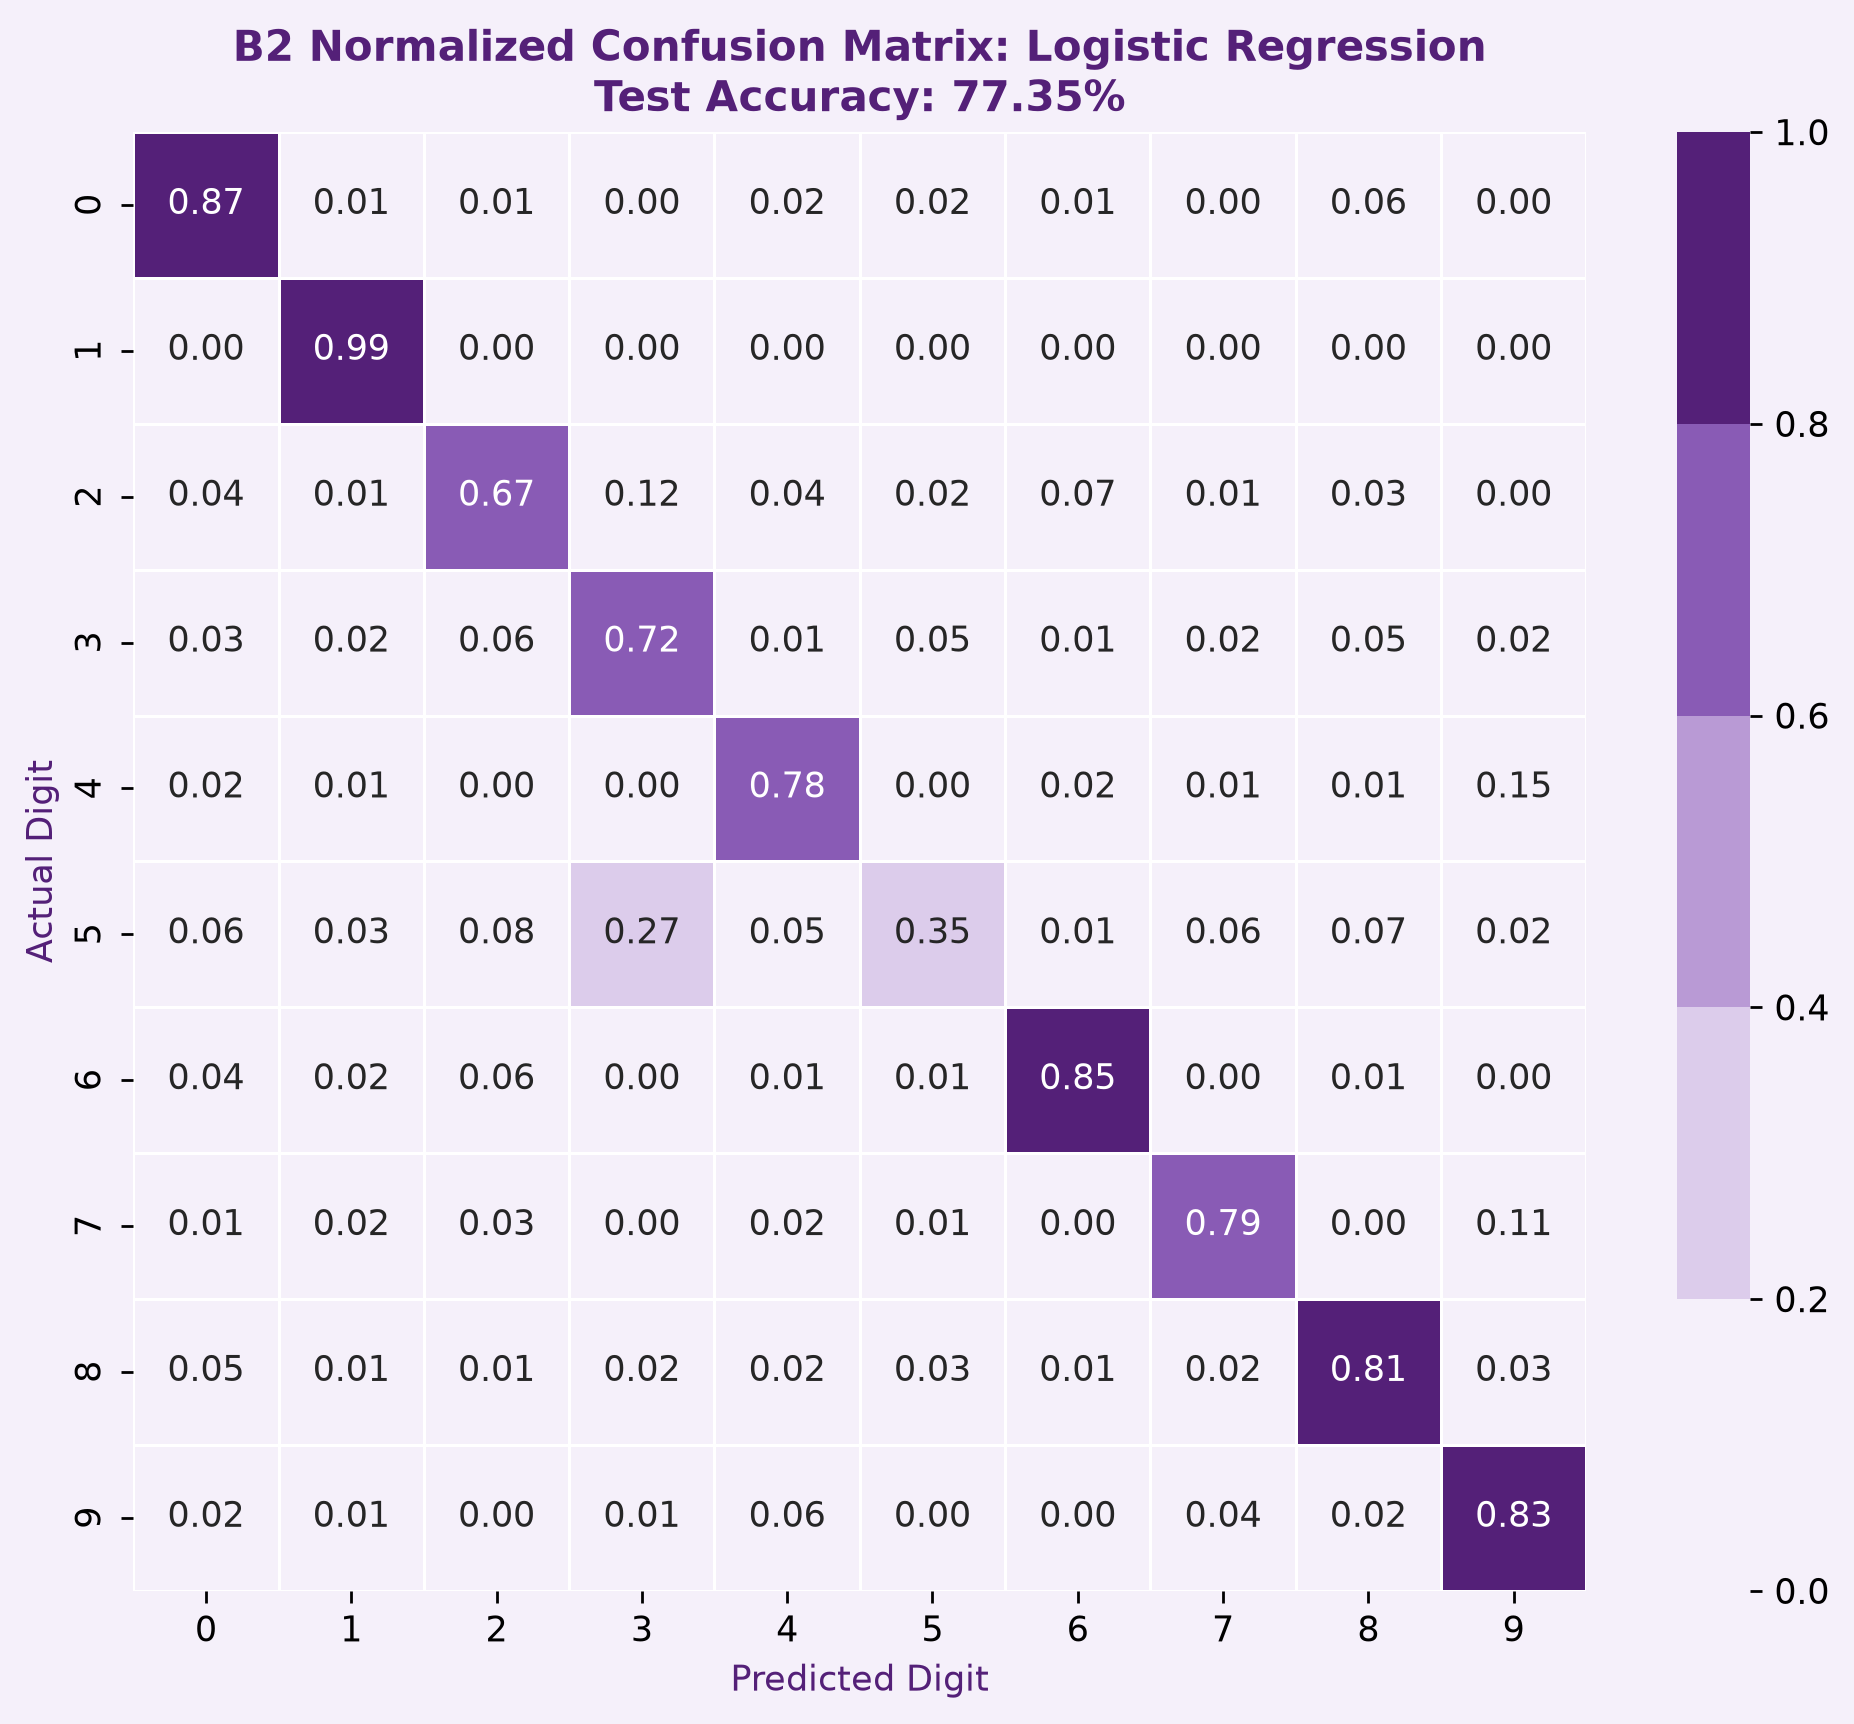 B2 Normalized Confusion Matrix: Logistic Regression
Test Accuracy: 77.35%
Actual Digit
0 0.87 0.01 0.01 0.00 0.02 0.02 0.01 0.00 0.06 0.00
1 0.00 0.99 0.00 0.00 0.00 0.00 0.00 0.00 0.00 0.00
2 0.04 0.01 0.67 0.12 0.04 0.02 0.07 0.01 0.03 0.00
3 0.03 0.02 0.06 0.72 0.01 0.05 0.01 0.02 0.05 0.02
4 0.02 0.01 0.00 0.00 0.78 0.00 0.02 0.01 0.01 0.15
5 0.06 0.03 0.08 0.27 0.05 0.35 0.01 0.06 0.07 0.02
6 0.04 0.02 0.06 0.00 0.01 0.01 0.85 0.00 0.01 0.00
7 0.01 0.02 0.03 0.00 0.02 0.01 0.00 0.79 0.00 0.11
8 0.05 0.01 0.01 0.02 0.02 0.03 0.01 0.02 0.81 0.03
9 0.02 0.01 0.00 0.01 0.06 0.00 0.00 0.04 0.02 0.83
0 1 2 3 4 5 6 7 8 9
Predicted Digit
1.0
0.8
0.6
0.4
0.2
0.0